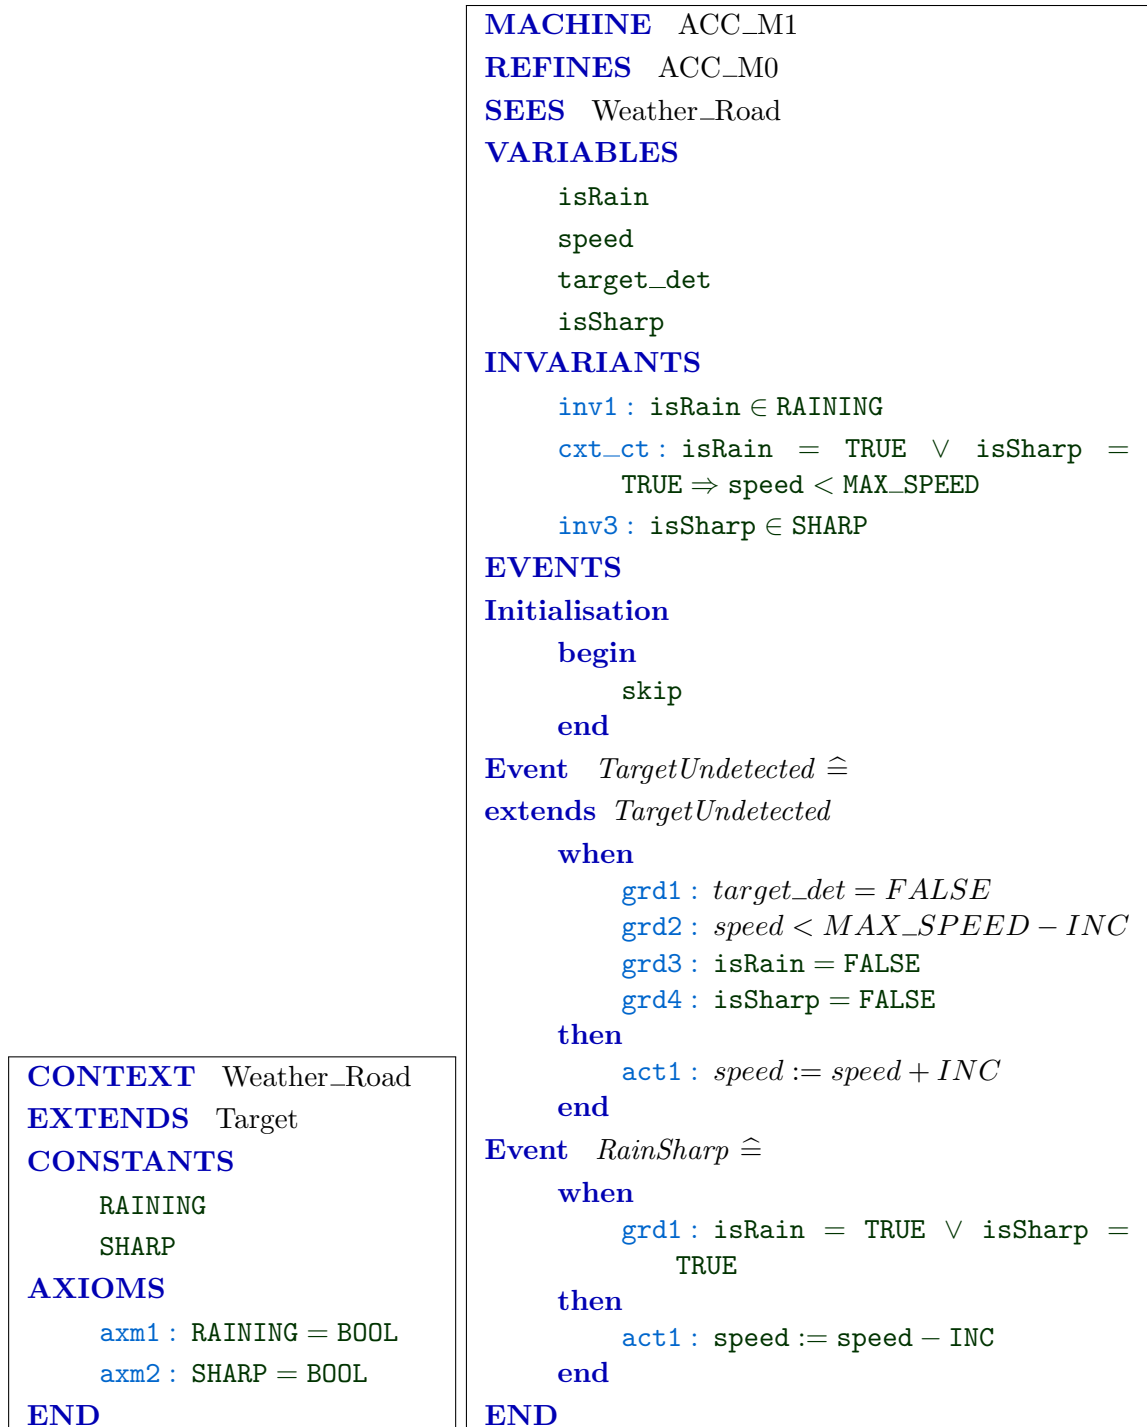 MACHINE ACC_M1
REFINES ACC_M0
SEES Weather_Road
VARIABLES
isRain
speed
target_det
isSharp
INVARIANTS
inv1 : isRain ∈ RAINING
cxt_ct : isRain = TRUE ∨ isSharp =
TRUE ⇒ speed < MAX_SPEED
inv3 : isSharp ∈ SHARP
EVENTS
Initialisation
begin
skip
end
Event TargetUndetected ≙
extends TargetUndetected
when
grd1 : target_det = FALSE
grd2 : speed < MAX_SPEED − INC
grd3 : isRain = FALSE
grd4 : isSharp = FALSE
then
act1 : speed := speed + INC
end
Event RainSharp ≙
when
grd1 : isRain = TRUE ∨ isSharp =
TRUE
then
act1 : speed := speed − INC
end
END
CONTEXT Weather_Road
EXTENDS Target
CONSTANTS
RAINING
SHARP
AXIOMS
axm1 : RAINING = BOOL
axm2 : SHARP = BOOL
END